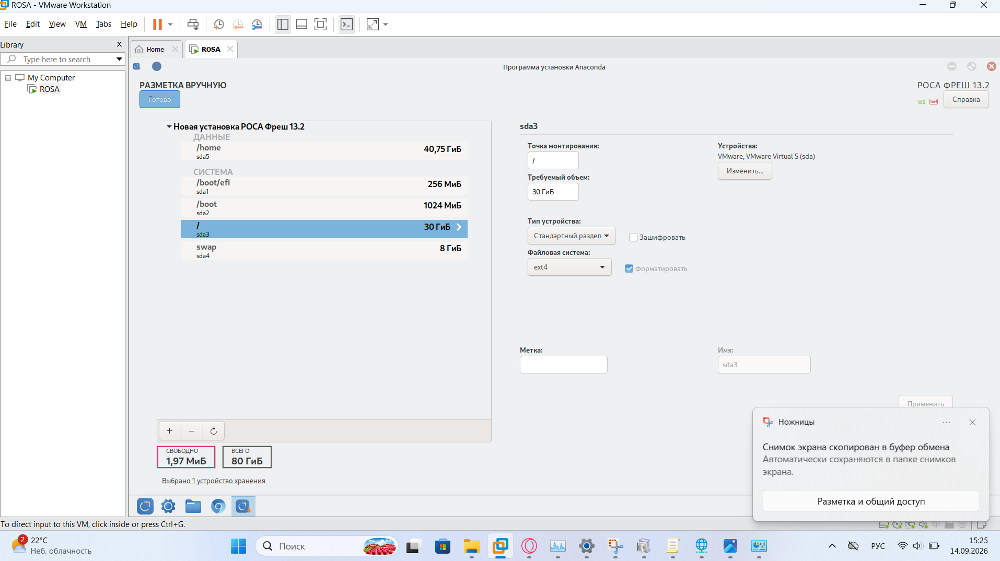 ROSA - VMware Workstation
File Edit View VM Tabs Help
Library
Type here to search
My Computer
ROSA
Home
ROSA
Программа установки Anaconda
РАЗМЕТКА ВРУЧНУЮ
Готово
РОСА ФРЕШ 13.2
us
Справка
Новая установка РОСА Фреш 13.2
ДАННЫЕ
/home 40,75 ГиБ
sda5
СИСТЕМА
/boot/efi 256 МиБ
sda1
/boot 1024 МиБ
sda2
/ 30 ГиБ
sda3
swap 8 ГиБ
sda4
+ −
СВОБОДНО
1,97 МиБ
ВСЕГО
80 ГиБ
Выбрано 1 устройство хранения
sda3
Точка монтирования:
/
Требуемый объем:
30 ГиБ
Устройства:
VMware, VMware Virtual S (sda)
Изменить...
Тип устройства:
Стандартный раздел
Зашифровать
Файловая система:
ext4
Форматировать
Метка:
Имя:
sda3
Применить
Ножницы
Снимок экрана скопирован в буфер обмена
Автоматически сохраняются в папке снимков
экрана.
Разметка и общий доступ
To direct input to this VM, click inside or press Ctrl+G.
2
22°C
Неб. облачность
Поиск
РУС
15:25
14.09.2026